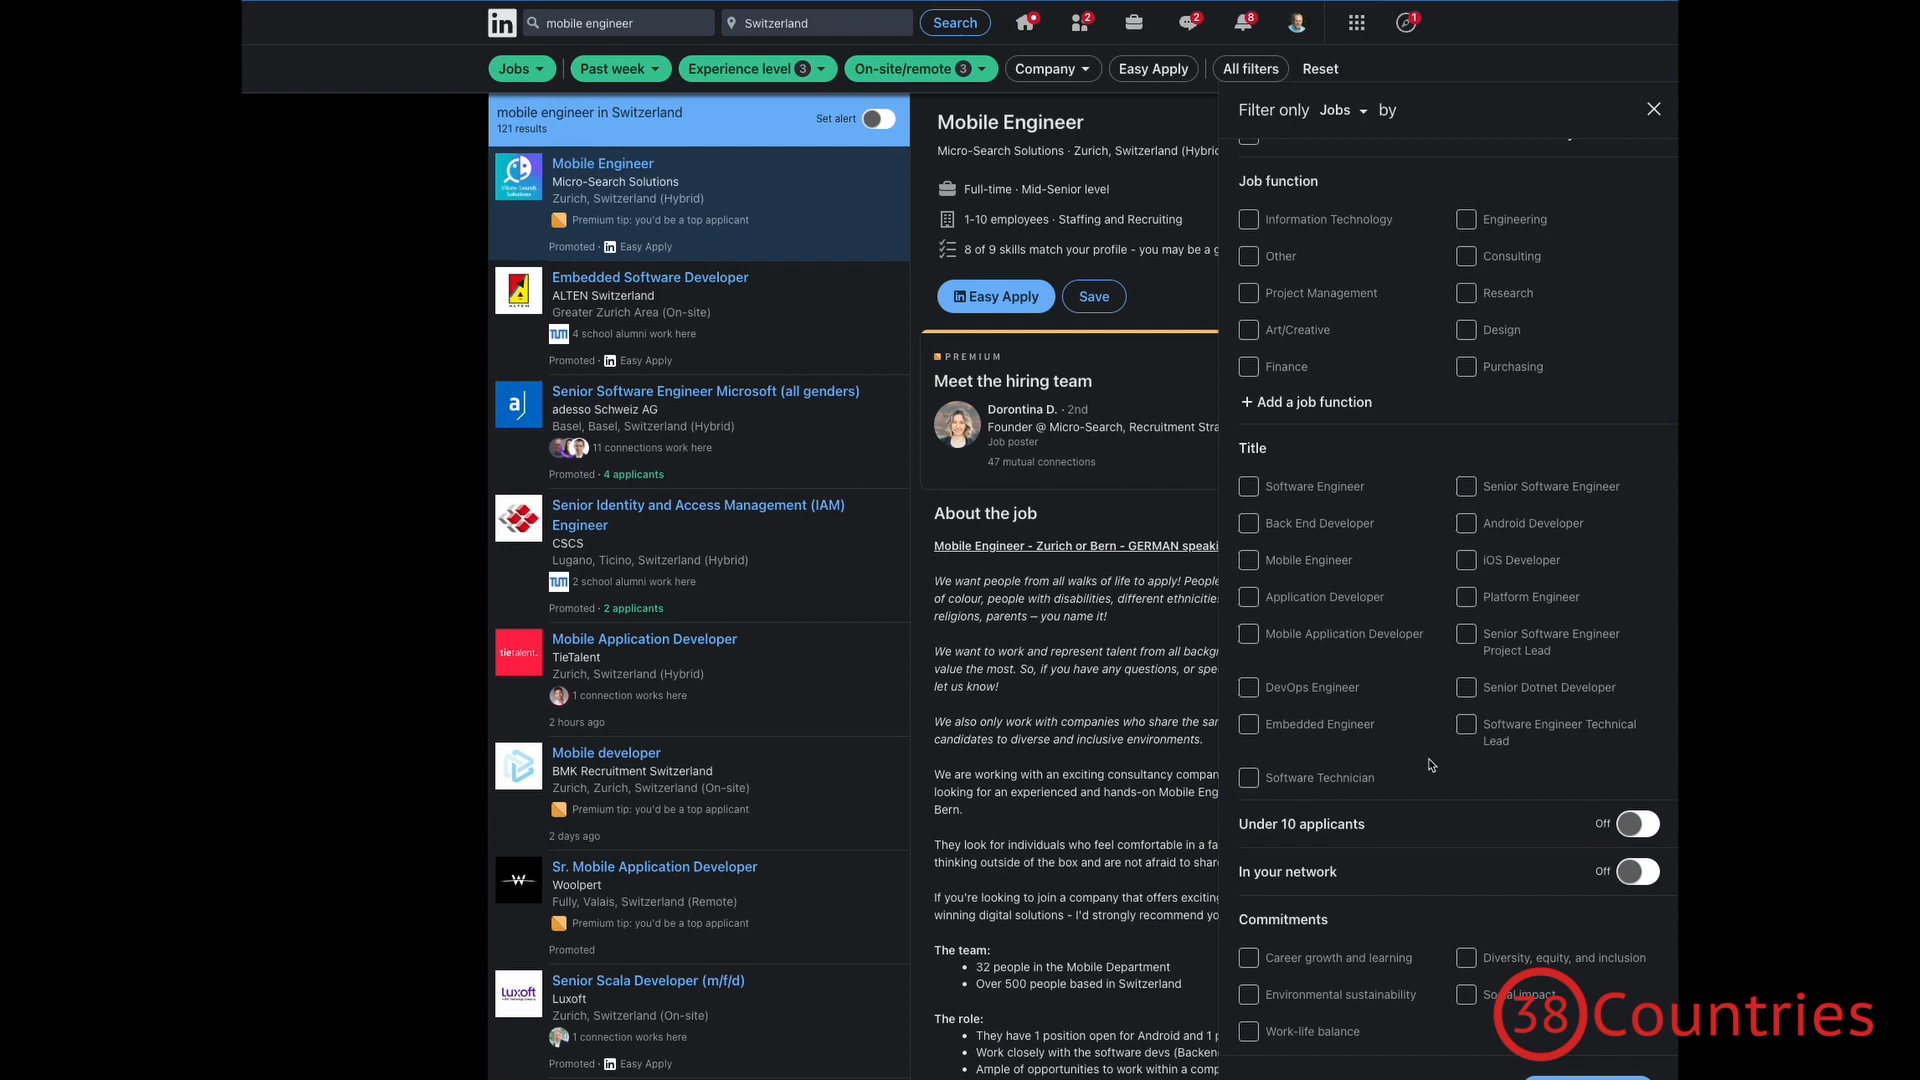 in
mobile engineer
Switzerland
Search
2
2
8
1
Jobs
Past week
Experience level 3
On-site/remote 3
Company
Easy Apply
All filters
Reset
mobile engineer in Switzerland
121 results
Set alert
Mobile Engineer
Micro-Search Solutions
Zurich, Switzerland (Hybrid)
Premium tip: you'd be a top applicant
Promoted · in Easy Apply
Micro-Search
Solutions
Embedded Software Developer
ALTEN Switzerland
Greater Zurich Area (On-site)
TUM 4 school alumni work here
Promoted · in Easy Apply
ALTEN
Senior Software Engineer Microsoft (all genders)
adesso Schweiz AG
Basel, Basel, Switzerland (Hybrid)
11 connections work here
Promoted · 4 applicants
a
Senior Identity and Access Management (IAM)
Engineer
CSCS
Lugano, Ticino, Switzerland (Hybrid)
TUM 2 school alumni work here
Promoted · 2 applicants
Mobile Application Developer
TieTalent
Zurich, Switzerland (Hybrid)
1 connection works here
2 hours ago
tietalent.
Mobile developer
BMK Recruitment Switzerland
Zurich, Zurich, Switzerland (On-site)
Premium tip: you'd be a top applicant
2 days ago
Sr. Mobile Application Developer
Woolpert
Fully, Valais, Switzerland (Remote)
Premium tip: you'd be a top applicant
Promoted
W
Senior Scala Developer (m/f/d)
Luxoft
Zurich, Switzerland (On-site)
1 connection works here
Promoted · in Easy Apply
Luxoft
Mobile Engineer
Micro-Search Solutions · Zurich, Switzerland (Hybri
Full-time · Mid-Senior level
1-10 employees · Staffing and Recruiting
8 of 9 skills match your profile - you may be a g
in Easy Apply
Save
PREMIUM
Meet the hiring team
Dorontina D. · 2nd
Founder @ Micro-Search, Recruitment Stra
Job poster
47 mutual connections
About the job
Mobile Engineer - Zurich or Bern - GERMAN speaki
We want people from all walks of life to apply! People
of colour, people with disabilities, different ethnicitie
religions, parents – you name it!
We want to work and represent talent from all backg
value the most. So, if you have any questions, or spe
let us know!
We also only work with companies who share the sa
candidates to diverse and inclusive environments.
We are working with an exciting consultancy compan
looking for an experienced and hands-on Mobile Eng
Bern.
They look for individuals who feel comfortable in a fa
thinking outside of the box and are not afraid to shar
If you're looking to join a company that offers exciting
winning digital solutions - I'd strongly recommend yo
The team:
• 32 people in the Mobile Department
• Over 500 people based in Switzerland
The role:
• They have 1 position open for Android and 1 p
• Work closely with the software devs (Backen
• Ample of opportunities to work within a comp
Filter only Jobs by
Job function
Information Technology
Engineering
Other
Consulting
Project Management
Research
Art/Creative
Design
Finance
Purchasing
+ Add a job function
Title
Software Engineer
Senior Software Engineer
Back End Developer
Android Developer
Mobile Engineer
iOS Developer
Application Developer
Platform Engineer
Mobile Application Developer
Senior Software Engineer
Project Lead
DevOps Engineer
Senior Dotnet Developer
Embedded Engineer
Software Engineer Technical
Lead
Software Technician
Under 10 applicants
Off
In your network
Off
Commitments
Career growth and learning
Diversity, equity, and inclusion
Environmental sustainability
Social impact
Work-life balance
38 Countries